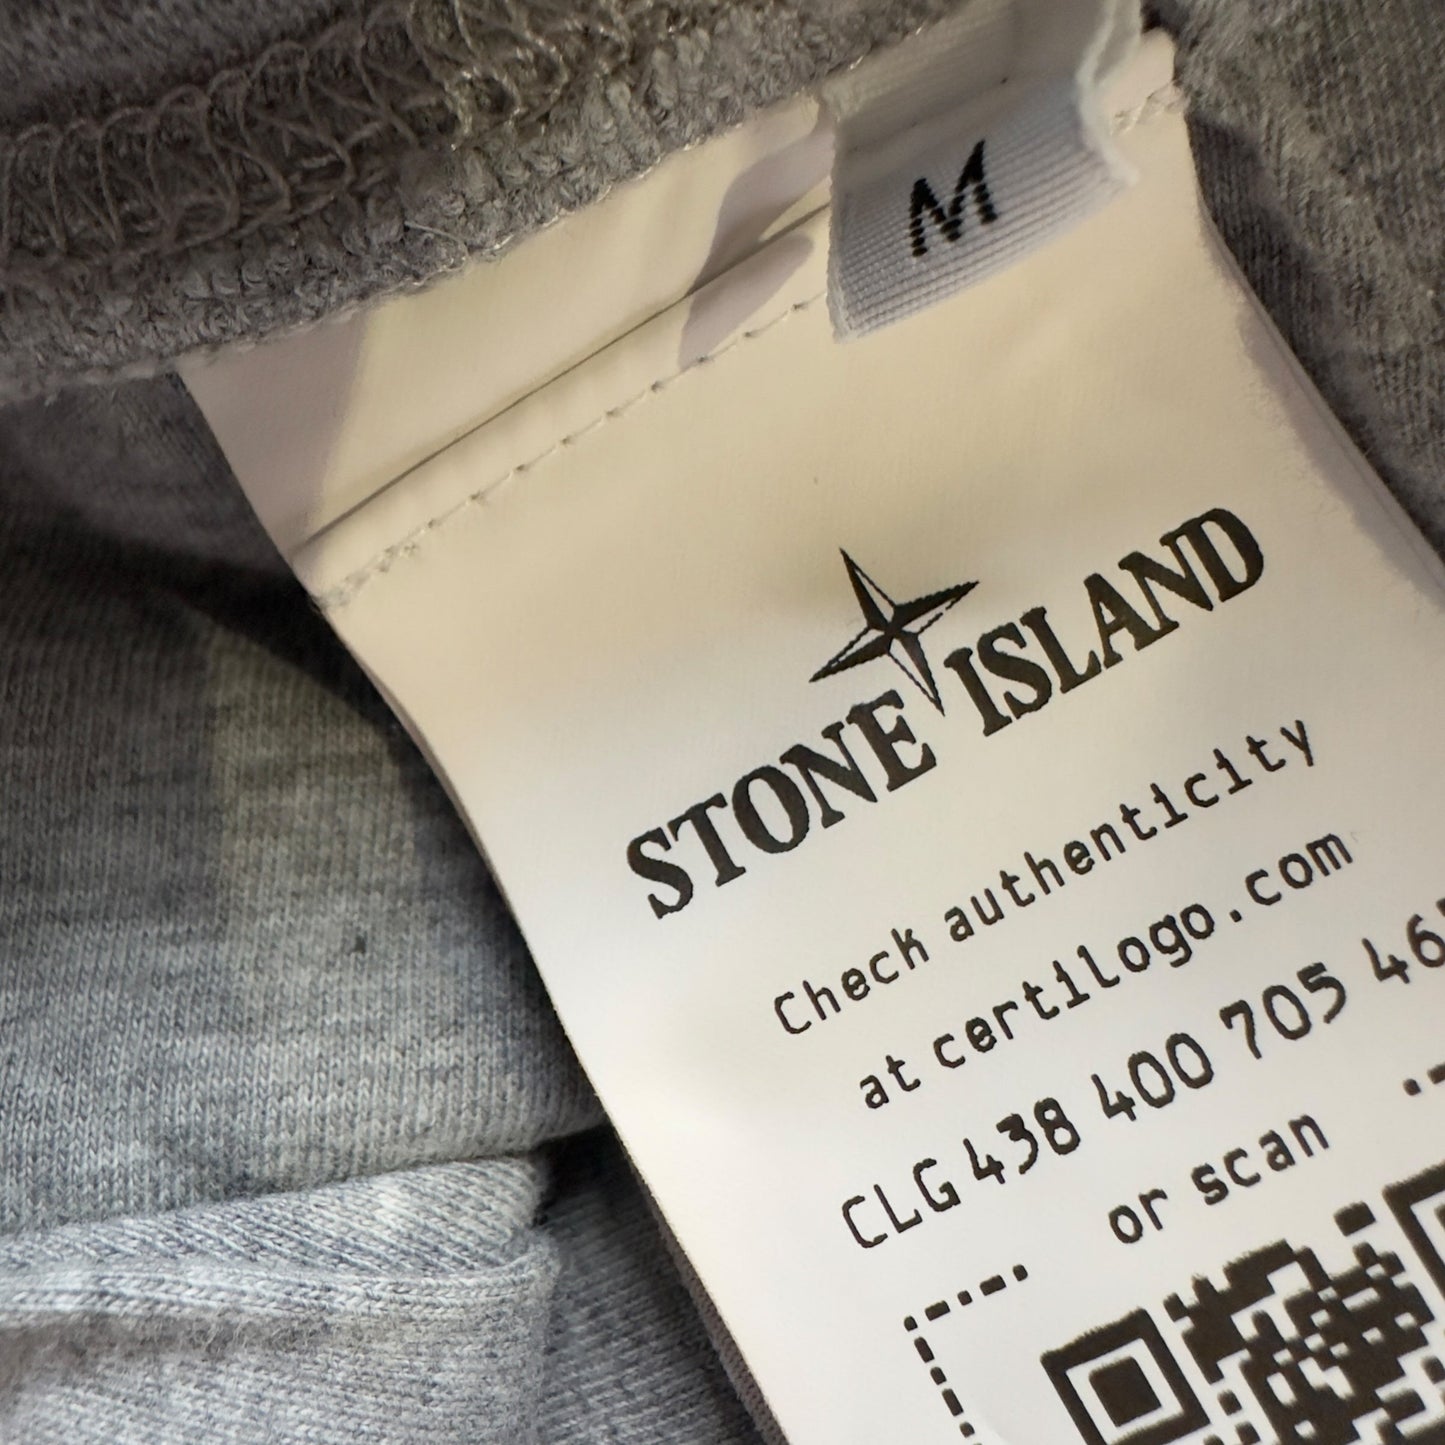 M
STONE ISLAND
Check authenticity
at certilogo.com
CLG 438 400 705
or scan